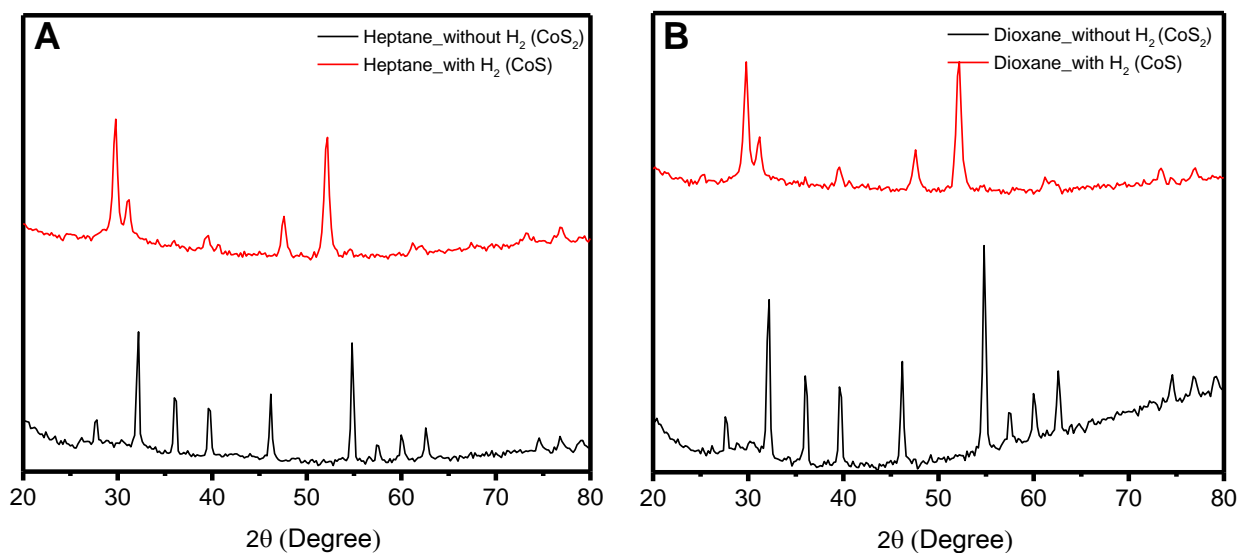 A
Heptane_without H₂ (CoS₂)
Heptane_with H₂ (CoS)
20 30 40 50 60 70 80
2θ (Degree)
B
Dioxane_without H₂ (CoS₂)
Dioxane_with H₂ (CoS)
20 30 40 50 60 70 80
2θ (Degree)